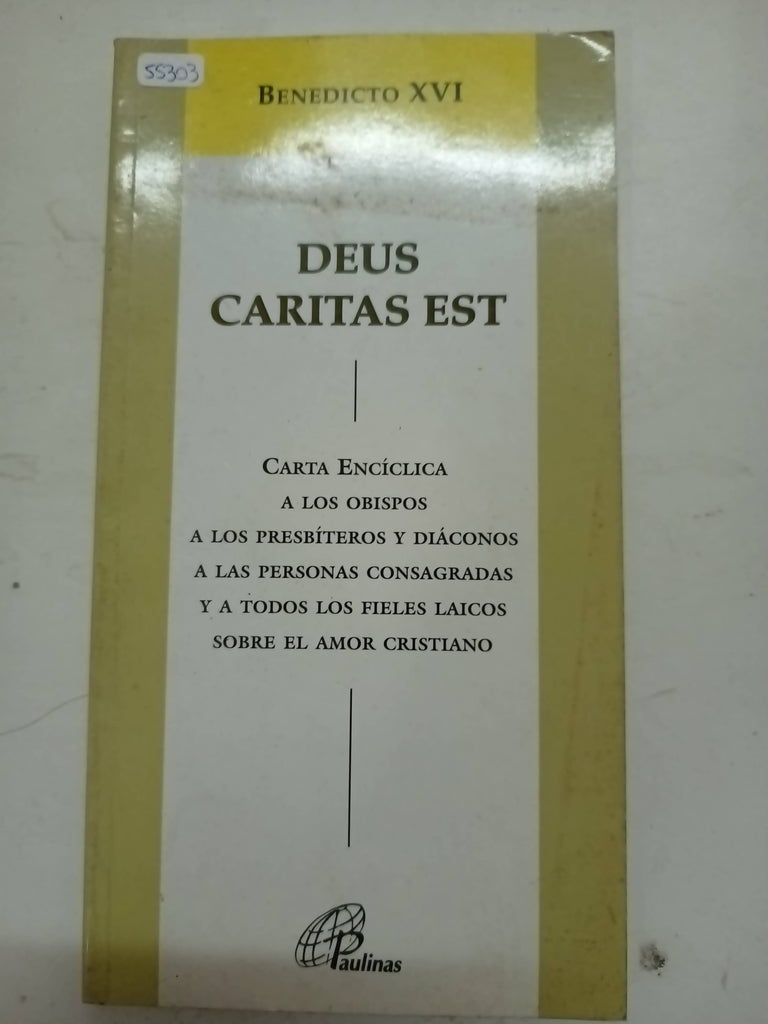 55303
BENEDICTO XVI
DEUS
CARITAS EST
CARTA ENCÍCLICA
A LOS OBISPOS
A LOS PRESBÍTEROS Y DIÁCONOS
A LAS PERSONAS CONSAGRADAS
Y A TODOS LOS FIELES LAICOS
SOBRE EL AMOR CRISTIANO
Paulinas